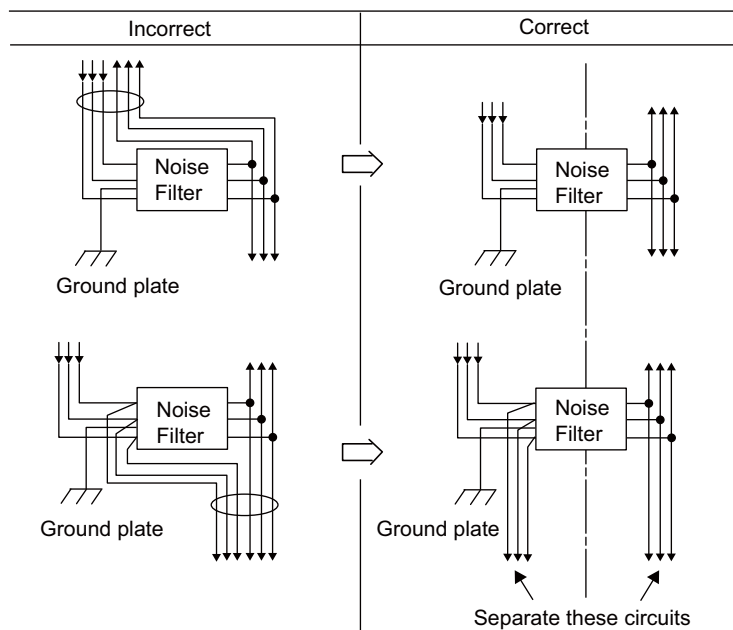 Incorrect
Correct
Noise
Filter
Ground plate
Noise
Filter
Ground plate
Noise
Filter
Ground plate
Noise
Filter
Ground plate
Separate these circuits